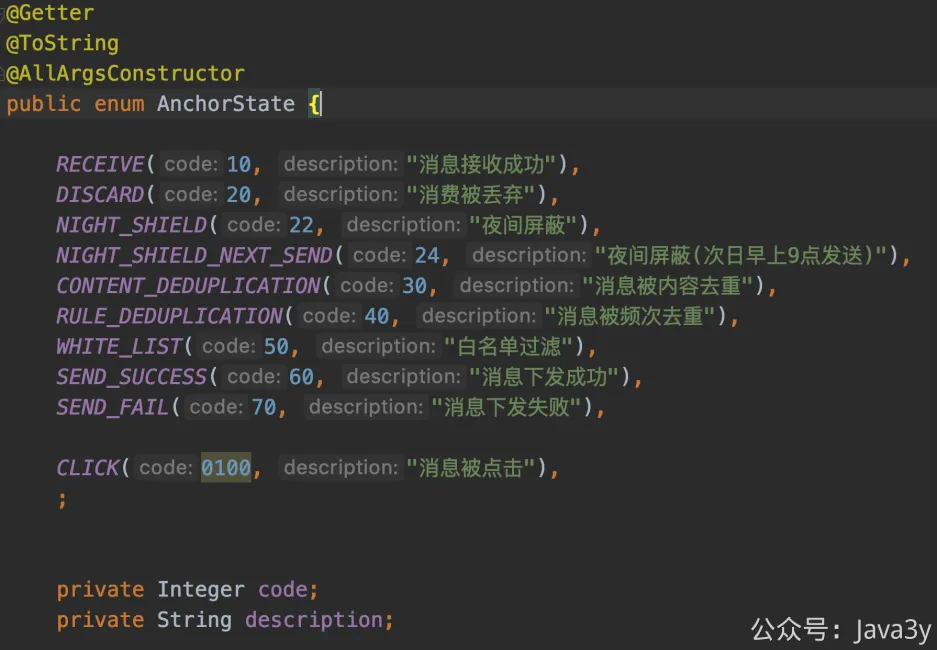 @Getter
@ToString
@AllArgsConstructor
public enum AnchorState {
RECEIVE( code: 10, description: "消息接收成功"),
DISCARD( code: 20, description: "消费被丢弃"),
NIGHT_SHIELD( code: 22, description: "夜间屏蔽"),
NIGHT_SHIELD_NEXT_SEND( code: 24, description: "夜间屏蔽(次日早上9点发送)"),
CONTENT_DEDUPLICATION( code: 30, description: "消息被内容去重"),
RULE_DEDUPLICATION( code: 40, description: "消息被频次去重"),
WHITE_LIST( code: 50, description: "白名单过滤"),
SEND_SUCCESS( code: 60, description: "消息下发成功"),
SEND_FAIL( code: 70, description: "消息下发失败"),
CLICK( code: 0100, description: "消息被点击"),
;
private Integer code;
private String description;
公众号：Java3y